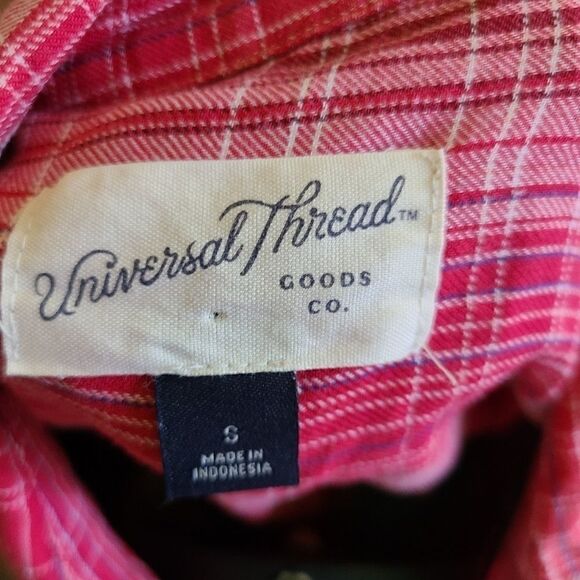 Universal Thread™
GOODS
CO.
S
MADE IN
INDONESIA